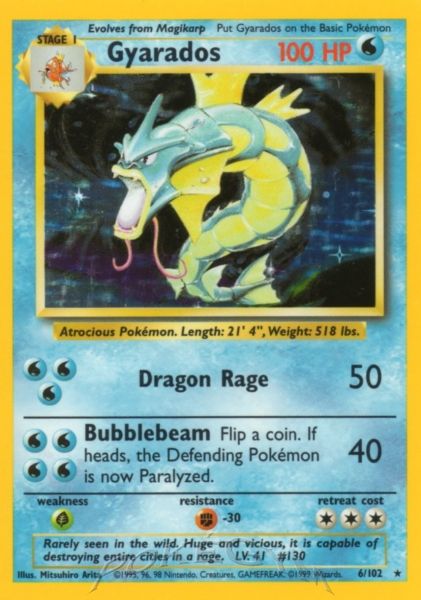 Evolves from Magikarp Put Gyarados on the Basic Pokémon
STAGE 1
Gyarados 100 HP
Atrocious Pokémon. Length: 21' 4", Weight: 518 lbs.
Dragon Rage 50
Bubblebeam Flip a coin. If
heads, the Defending Pokémon
is now Paralyzed.
40
weakness resistance retreat cost
-30
Rarely seen in the wild. Huge and vicious, it is capable of
destroying entire cities in a rage. LV. 41 #130
Illus. Mitsuhiro Arita ©1995, 96, 98 Nintendo, Creatures, GAMEFREAK. ©1999 Wizards. 6/102 ★